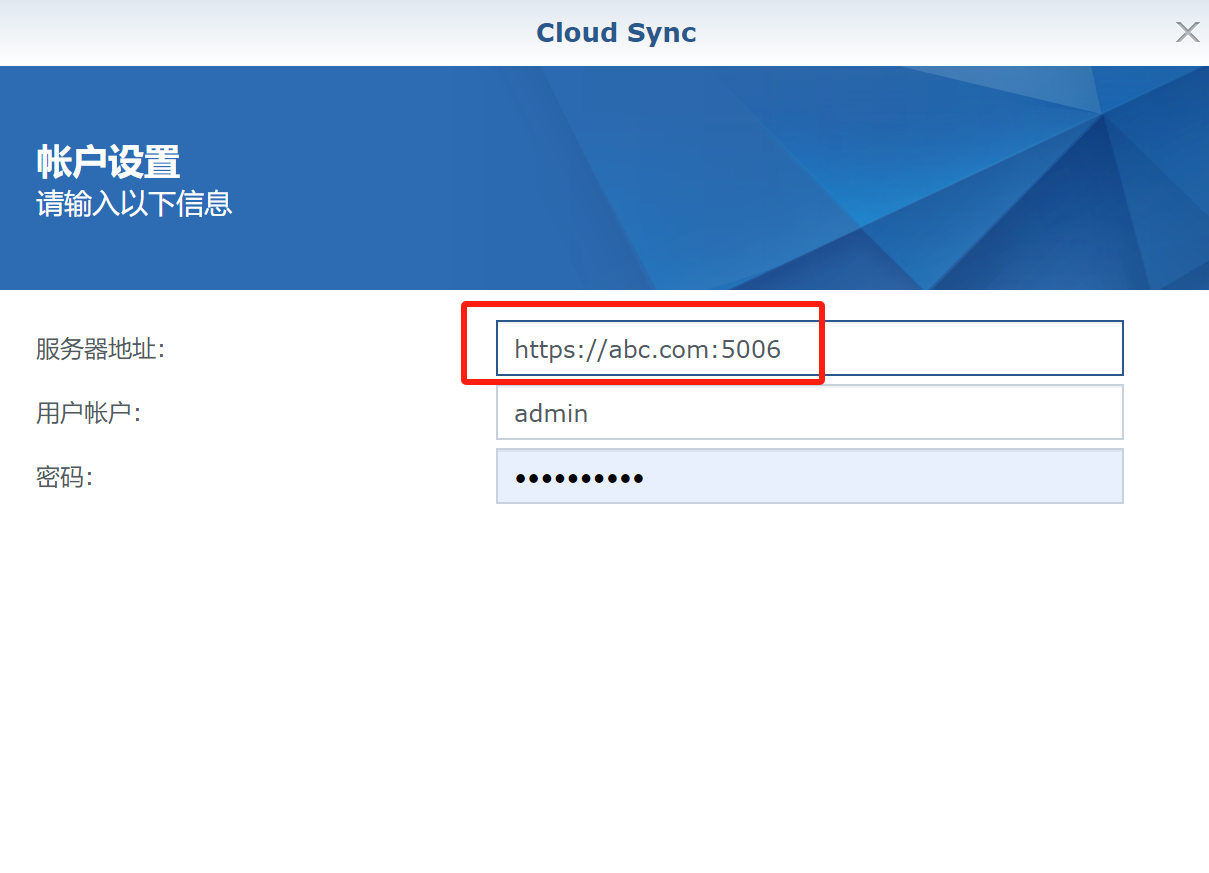 Cloud Sync
帐户设置
请输入以下信息
服务器地址: https://abc.com:5006
用户帐户: admin
密码: ••••••••••